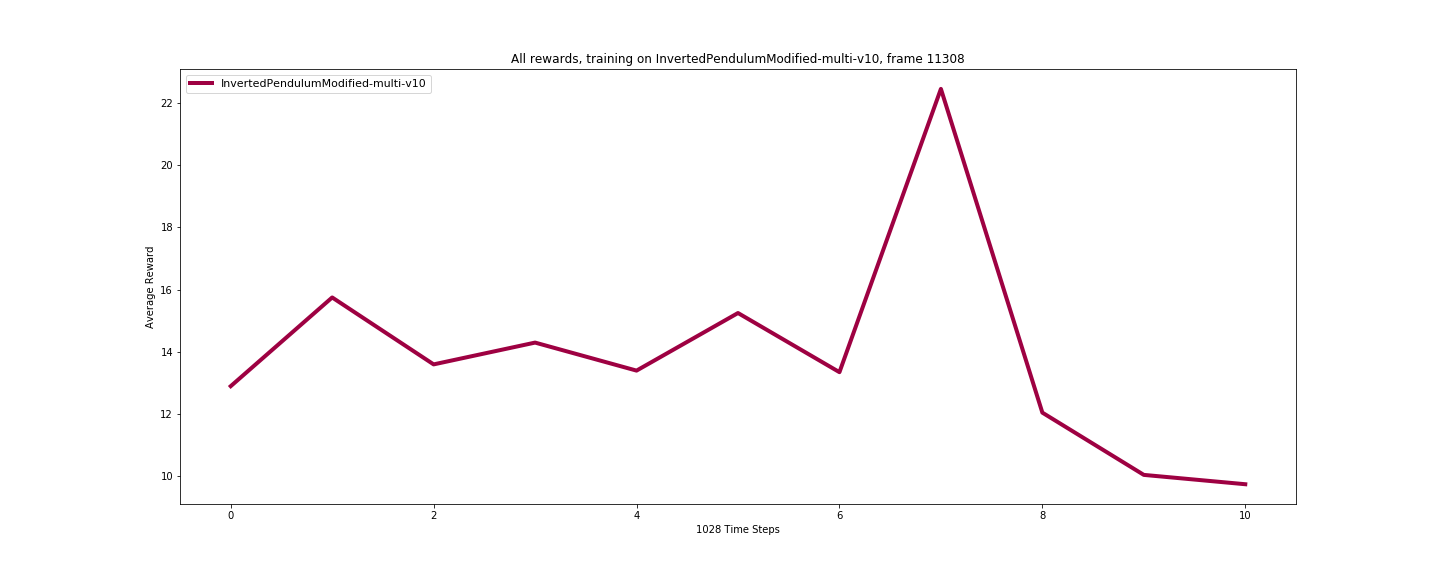 All rewards, training on InvertedPendulumModified-multi-v10, frame 11308
InvertedPendulumModified-multi-v10
22
20
18
16
14
12
10
Average Reward
0 2 4 6 8 10
1028 Time Steps